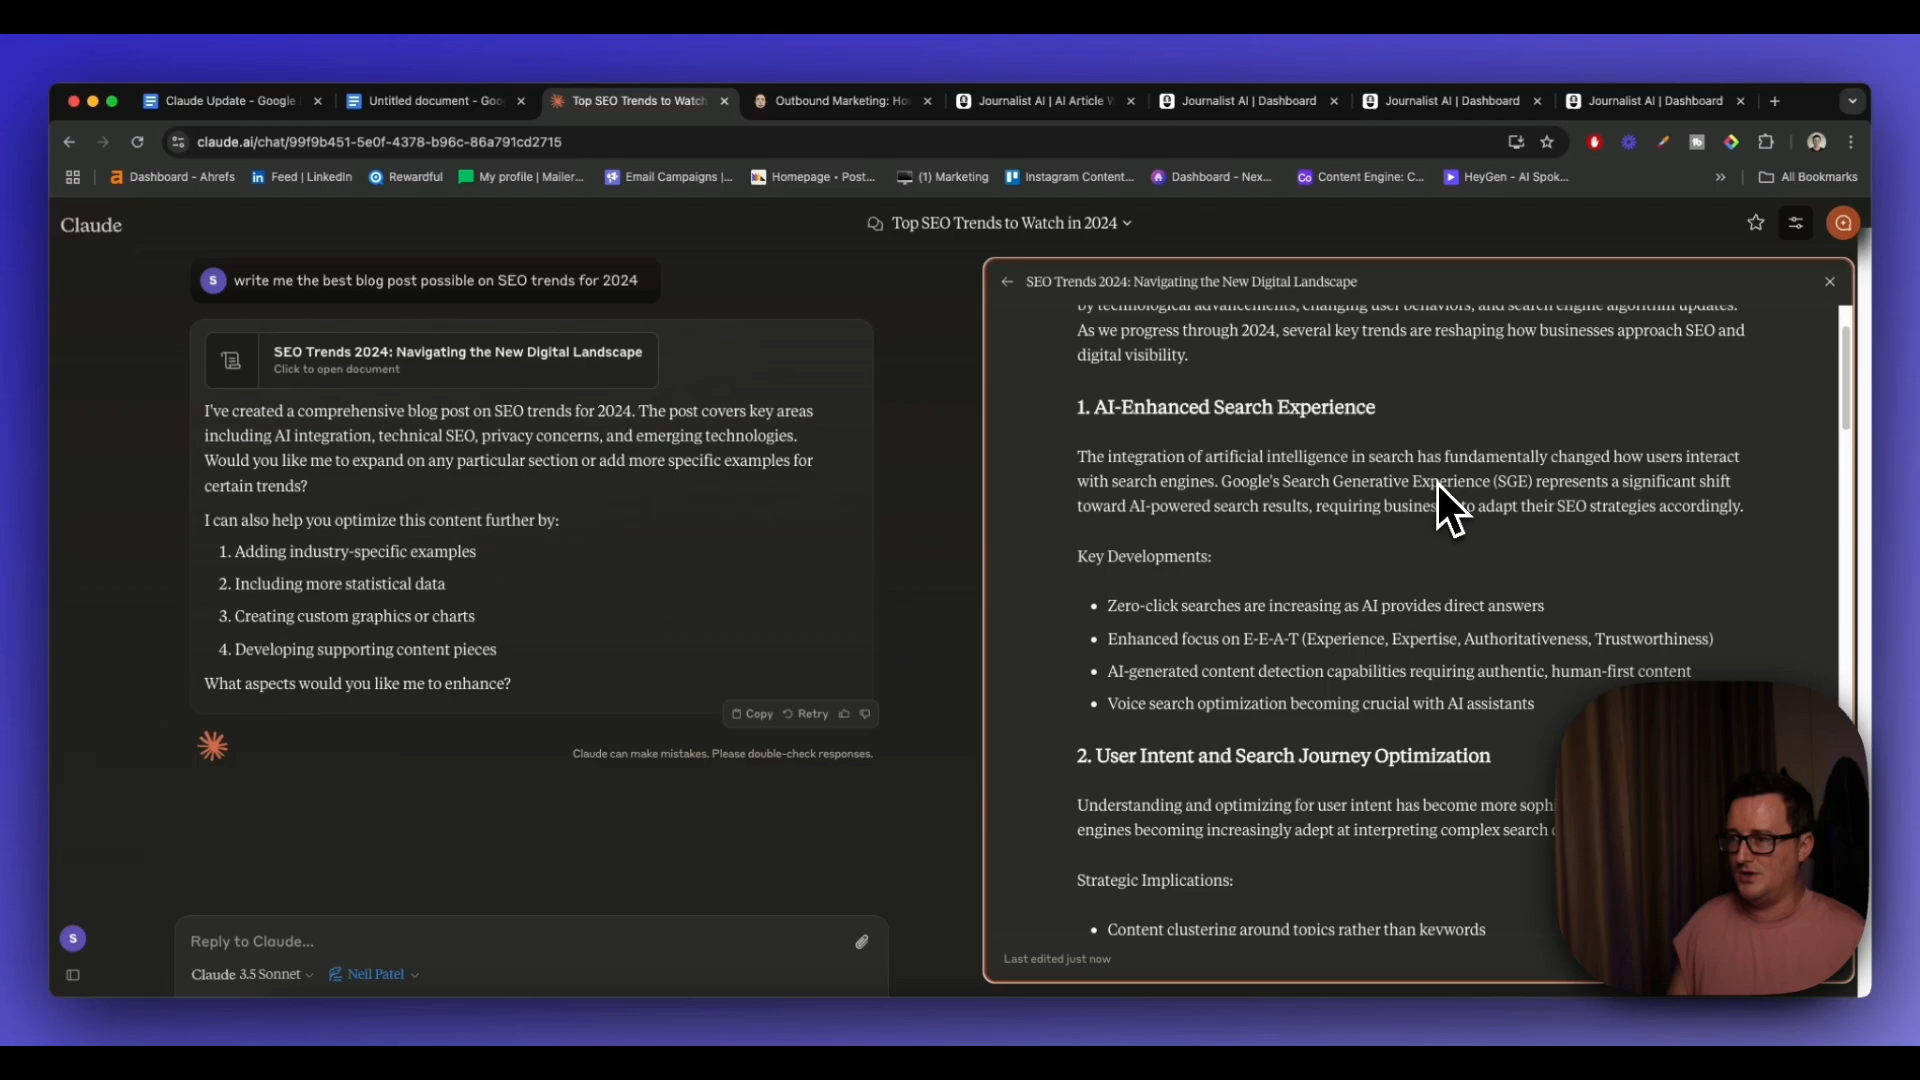 Claude Update - Google
Untitled document - Goo
Top SEO Trends to Watch
Outbound Marketing: Ho
Journalist AI | AI Article W
Journalist AI | Dashboard
Journalist AI | Dashboard
Journalist AI | Dashboard
claude.ai/chat/99f9b451-5e0f-4378-b96c-86a791cd2715
Dashboard - Ahrefs
Feed | LinkedIn
Rewardful
My profile | Mailer...
Email Campaigns |...
Homepage • Post...
(1) Marketing
Instagram Content...
Dashboard - Nex...
Content Engine: C...
HeyGen - AI Spok...
All Bookmarks
Claude
Top SEO Trends to Watch in 2024
S
write me the best blog post possible on SEO trends for 2024
SEO Trends 2024: Navigating the New Digital Landscape
Click to open document
I've created a comprehensive blog post on SEO trends for 2024. The post covers key areas
including AI integration, technical SEO, privacy concerns, and emerging technologies.
Would you like me to expand on any particular section or add more specific examples for
certain trends?
I can also help you optimize this content further by:
1. Adding industry-specific examples
2. Including more statistical data
3. Creating custom graphics or charts
4. Developing supporting content pieces
What aspects would you like me to enhance?
Copy Retry
Claude can make mistakes. Please double-check responses.
S
Reply to Claude...
Claude 3.5 Sonnet
Neil Patel
SEO Trends 2024: Navigating the New Digital Landscape
by technological advancements, changing user behaviors, and search engine algorithm updates.
As we progress through 2024, several key trends are reshaping how businesses approach SEO and
digital visibility.
1. AI-Enhanced Search Experience
The integration of artificial intelligence in search has fundamentally changed how users interact
with search engines. Google's Search Generative Experience (SGE) represents a significant shift
toward AI-powered search results, requiring busines o adapt their SEO strategies accordingly.
Key Developments:
• Zero-click searches are increasing as AI provides direct answers
• Enhanced focus on E-E-A-T (Experience, Expertise, Authoritativeness, Trustworthiness)
• AI-generated content detection capabilities requiring authentic, human-first content
• Voice search optimization becoming crucial with AI assistants
2. User Intent and Search Journey Optimization
Understanding and optimizing for user intent has become more soph
engines becoming increasingly adept at interpreting complex search
Strategic Implications:
• Content clustering around topics rather than keywords
Last edited just now